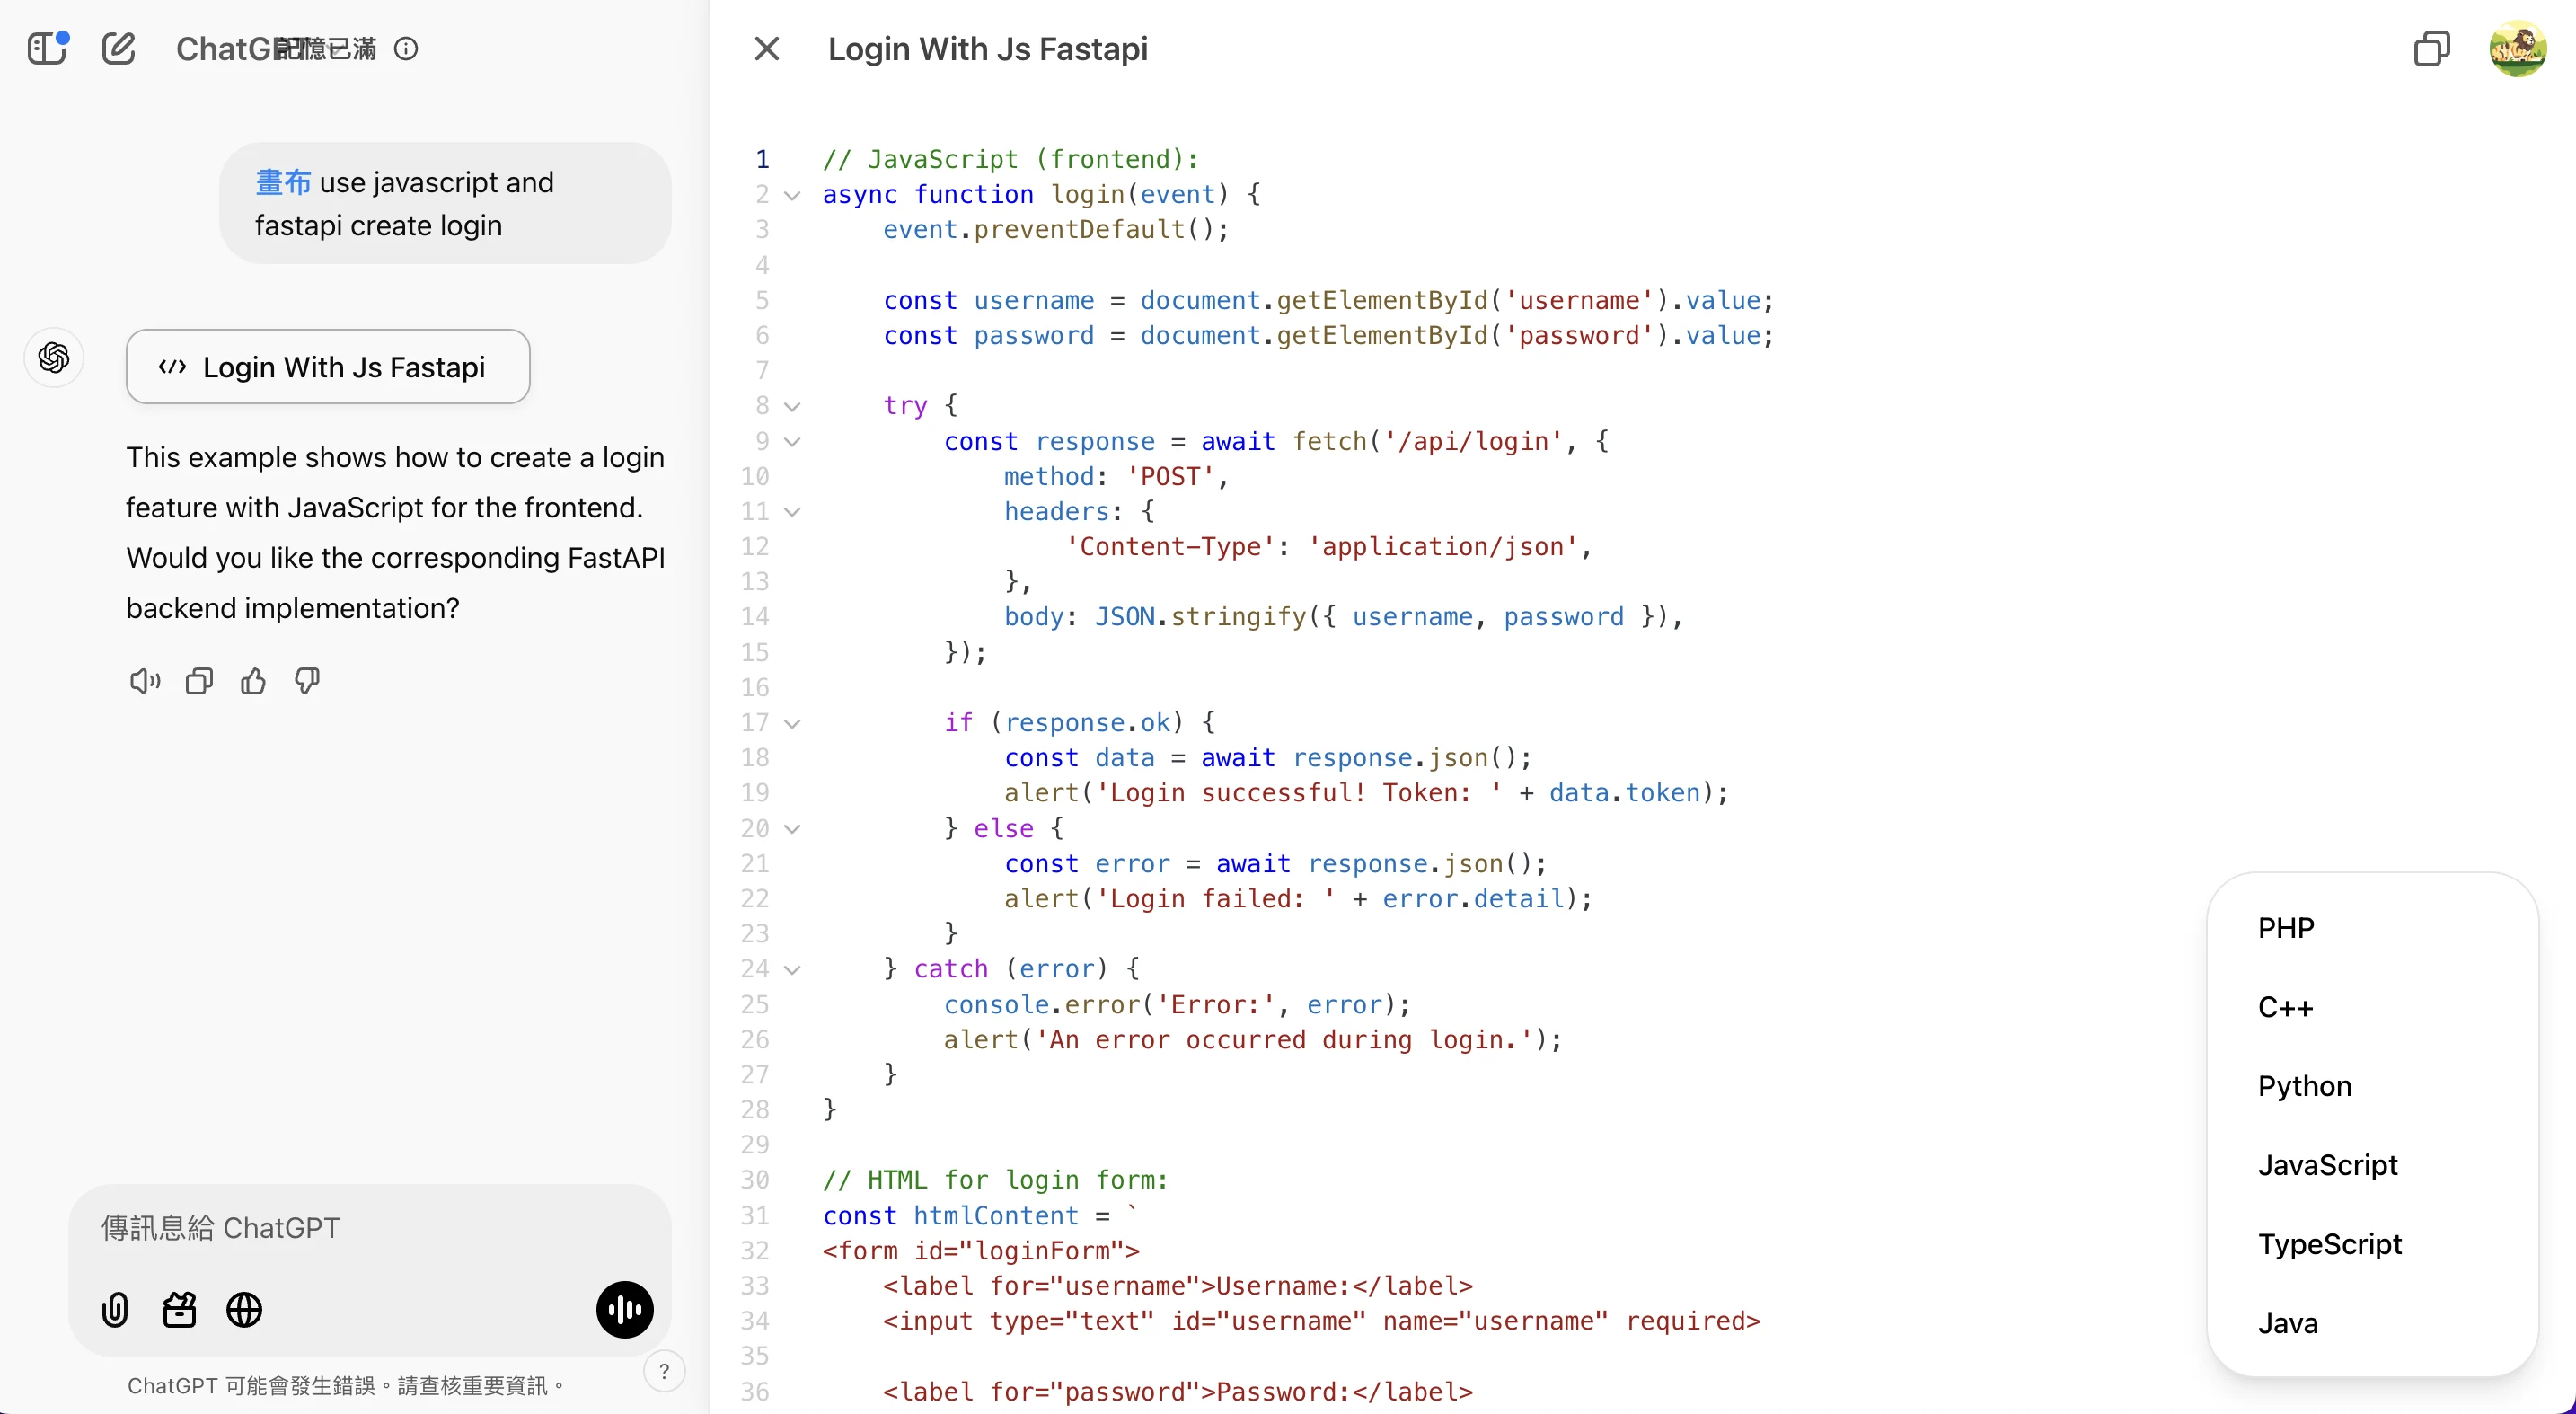 ChatGPT 記憶已滿
畫布 use javascript and
fastapi create login
Login With Js Fastapi
This example shows how to create a login
feature with JavaScript for the frontend.
Would you like the corresponding FastAPI
backend implementation?
傳訊息給 ChatGPT
ChatGPT 可能會發生錯誤。請查核重要資訊。
?
Login With Js Fastapi
1 // JavaScript (frontend):
2 async function login(event) {
3     event.preventDefault();
4
5     const username = document.getElementById('username').value;
6     const password = document.getElementById('password').value;
7
8     try {
9         const response = await fetch('/api/login', {
10             method: 'POST',
11             headers: {
12                 'Content-Type': 'application/json',
13             },
14             body: JSON.stringify({ username, password }),
15         });
16
17         if (response.ok) {
18             const data = await response.json();
19             alert('Login successful! Token: ' + data.token);
20         } else {
21             const error = await response.json();
22             alert('Login failed: ' + error.detail);
23         }
24     } catch (error) {
25         console.error('Error:', error);
26         alert('An error occurred during login.');
27     }
28 }
29
30 // HTML for login form:
31 const htmlContent = `
32 <form id="loginForm">
33     <label for="username">Username:</label>
34     <input type="text" id="username" name="username" required>
35
36     <label for="password">Password:</label>
PHP
C++
Python
JavaScript
TypeScript
Java